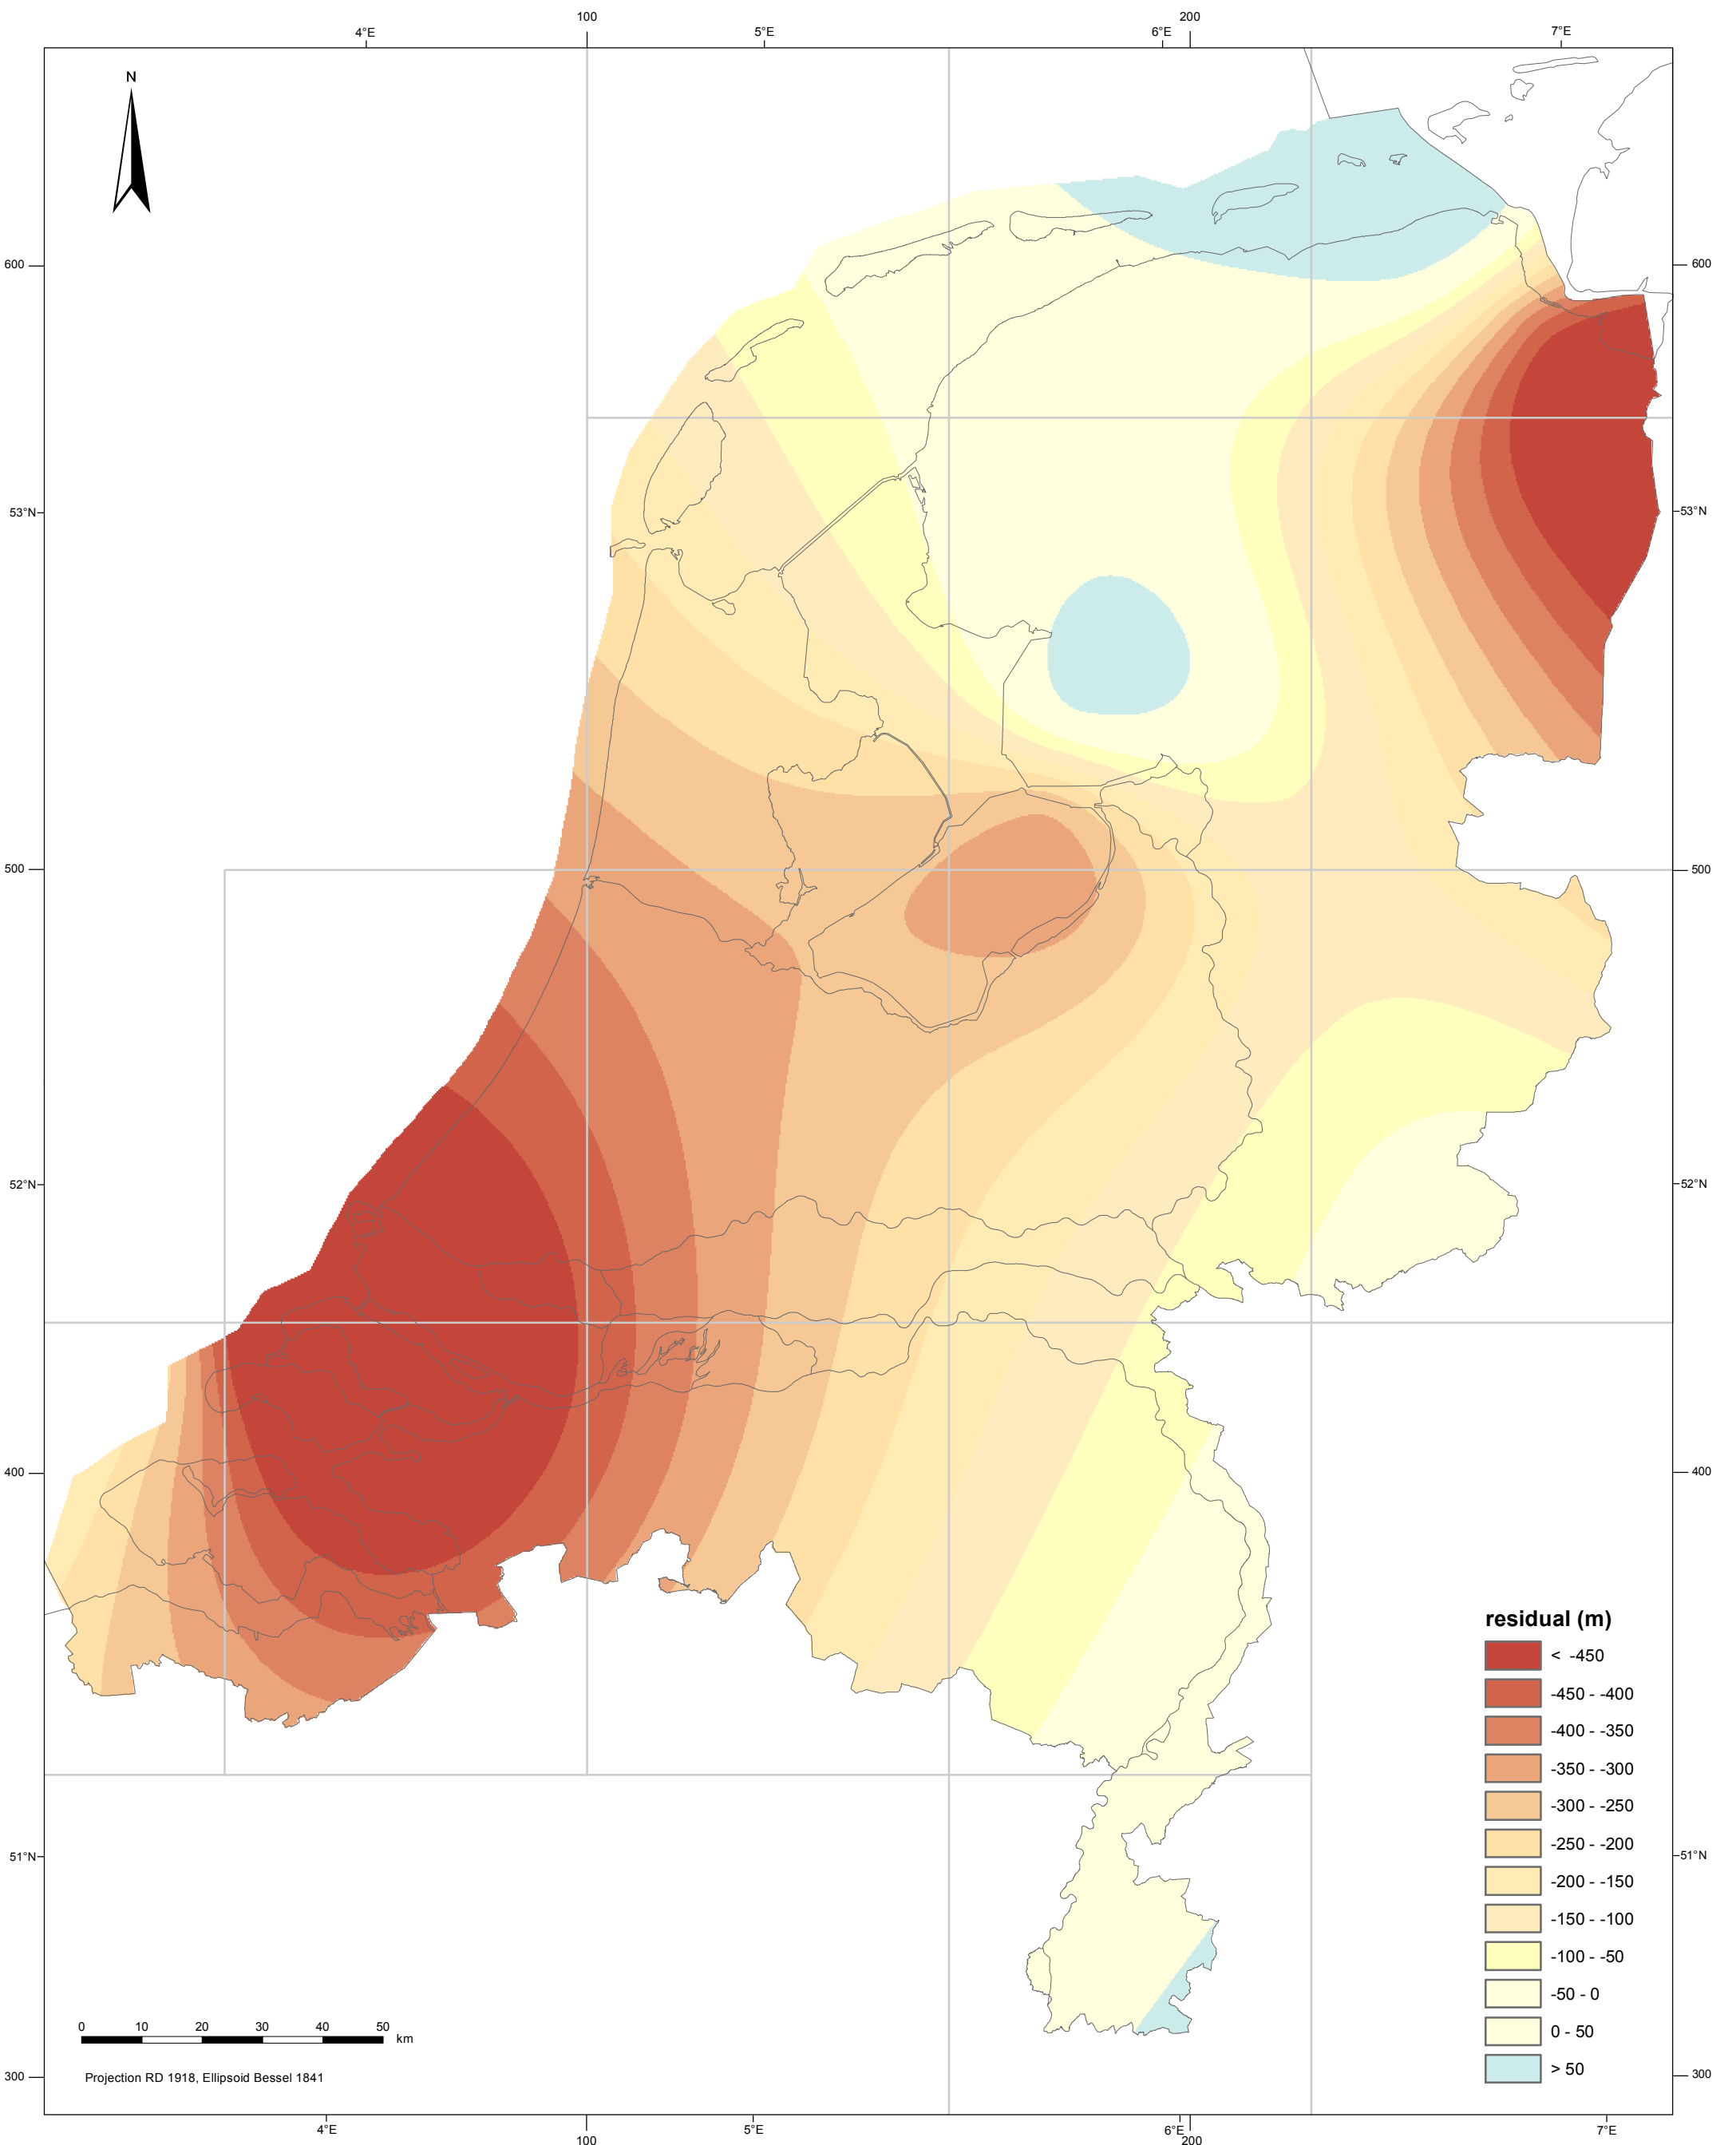 100
200
4°E
5°E
6°E
7°E
N
600
600
53°N
53°N
500
500
52°N
52°N
400
400
residual (m)
< -450
-450 - -400
-400 - -350
-350 - -300
-300 - -250
-250 - -200
-200 - -150
-150 - -100
-100 - -50
-50 - 0
0 - 50
> 50
51°N
51°N
0 10 20 30 40 50
km
Projection RD 1918, Ellipsoid Bessel 1841
300
300
4°E
5°E
6°E
7°E
100
200